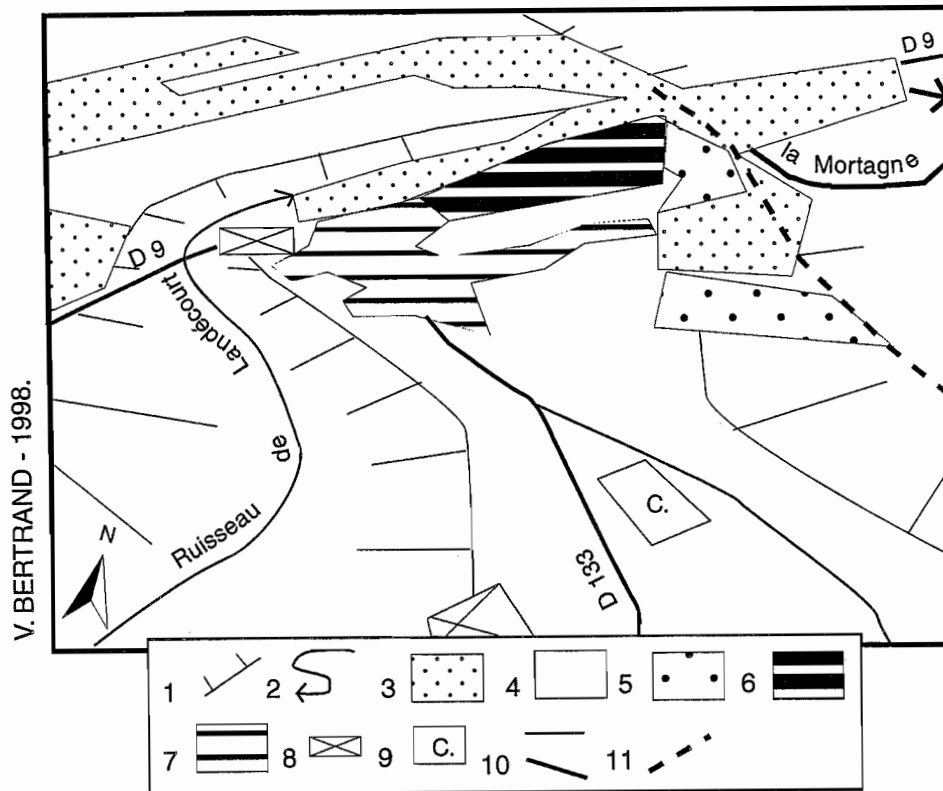 D 9
la
Mortagne
D 9
Landécourt
de
Ruisseau
N
C.
D 133
V. BERTRAND - 1998.
1 2 3 4 5 6
7 8 9 C. 10 11